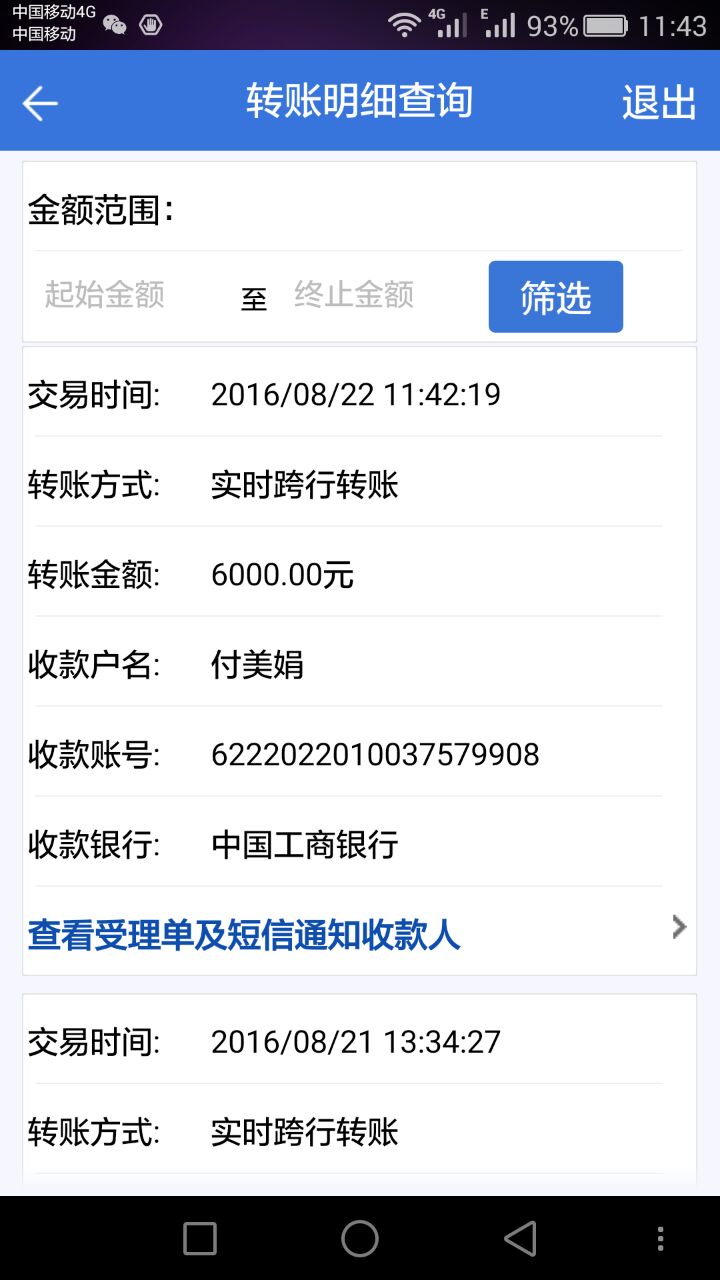 中国移动4G
中国移动
4G
E
93%
11:43
转账明细查询
退出
金额范围:
起始金额 至 终止金额 筛选
交易时间: 2016/08/22 11:42:19
转账方式: 实时跨行转账
转账金额: 6000.00元
收款户名: 付美娟
收款账号: 6222022010037579908
收款银行: 中国工商银行
查看受理单及短信通知收款人
交易时间: 2016/08/21 13:34:27
转账方式: 实时跨行转账